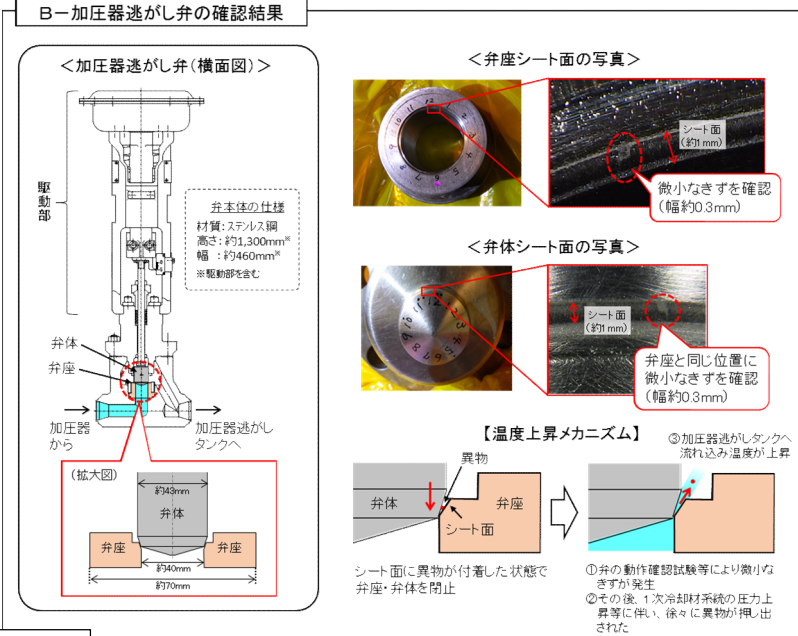 B－加圧器逃がし弁の確認結果
＜加圧器逃がし弁（横面図）＞
駆動部
弁本体の仕様
材質：ステンレス鋼
高さ：約1,300mm※
幅　：約460mm※
※駆動部を含む
弁体
弁座
加圧器
から
加圧器逃がし
タンクへ
（拡大図）
約43mm
弁体
弁座
弁座
約40mm
約70mm
＜弁座シート面の写真＞
シート面
（約1mm）
微小なきずを確認
（幅約0.3mm）
＜弁体シート面の写真＞
シート面
（約1mm）
弁座と同じ位置に
微小なきずを確認
（幅約0.3mm）
【温度上昇メカニズム】
異物
弁体
弁座
シート面
シート面に異物が付着した状態で
弁座・弁体を閉止
③加圧器逃がしタンクへ
流れ込み温度が上昇
①弁の動作確認試験等により微小な
きずが発生
②その後、1次冷却材系統の圧力上
昇等に伴い、徐々に異物が押し出
された